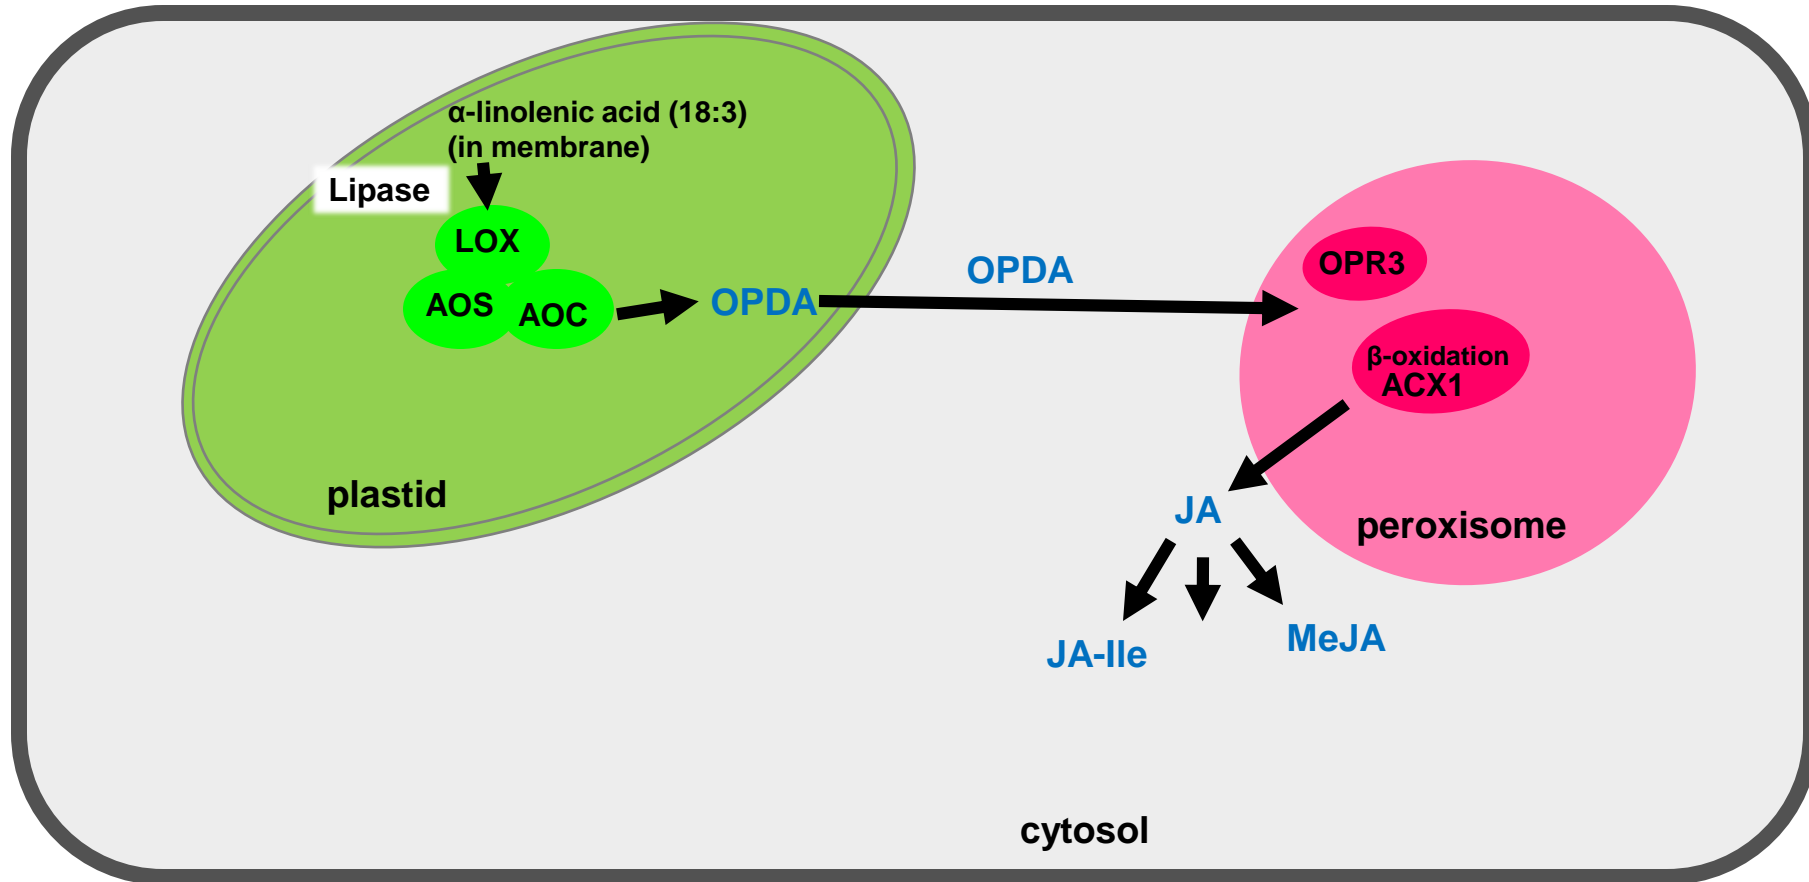 α-linolenic acid (18:3)
(in membrane)
Lipase
LOX
AOS
AOC
OPDA
OPDA
OPR3
β-oxidation
ACX1
plastid
JA
peroxisome
JA-Ile
MeJA
cytosol